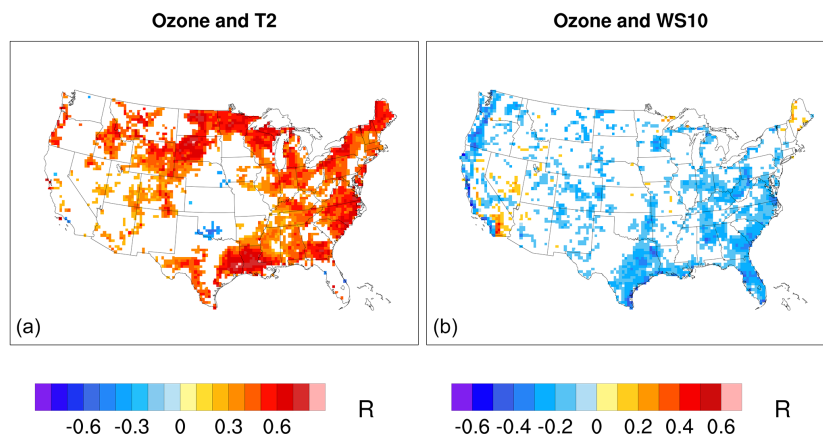 Ozone and T2
Ozone and WS10
(a)
(b)
-0.6 -0.3 0 0.3 0.6 R
-0.6 -0.4 -0.2 0 0.2 0.4 0.6 R